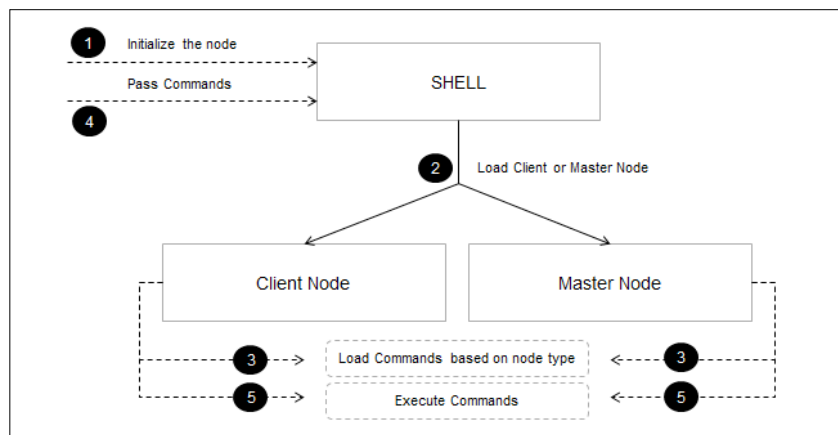 1 Initialize the node
Pass Commands
4
SHELL
2 Load Client or Master Node
Client Node
Master Node
3 Load Commands based on node type 3
5 Execute Commands 5